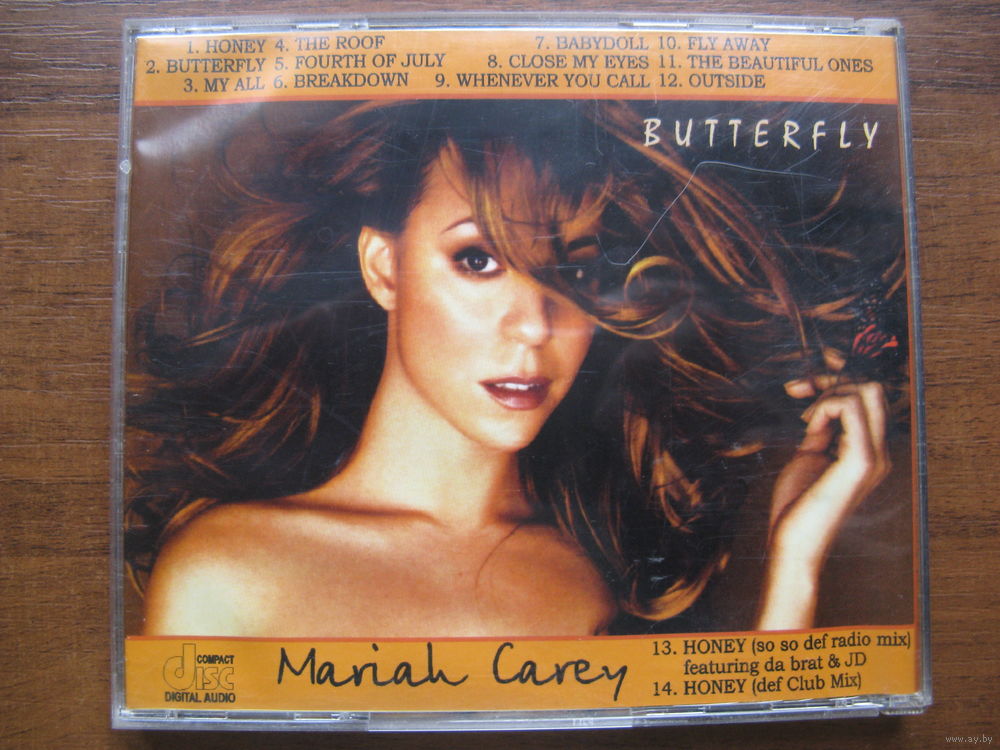 1. HONEY 4. THE ROOF 7. BABYDOLL 10. FLY AWAY
2. BUTTERFLY 5. FOURTH OF JULY 8. CLOSE MY EYES 11. THE BEAUTIFUL ONES
3. MY ALL 6. BREAKDOWN 9. WHENEVER YOU CALL 12. OUTSIDE
BUTTERFLY
COMPACT
disc
DIGITAL AUDIO
Mariah Carey
13. HONEY (so so def radio mix)
featuring da brat & JD
14. HONEY (def Club Mix)
www.ay.by